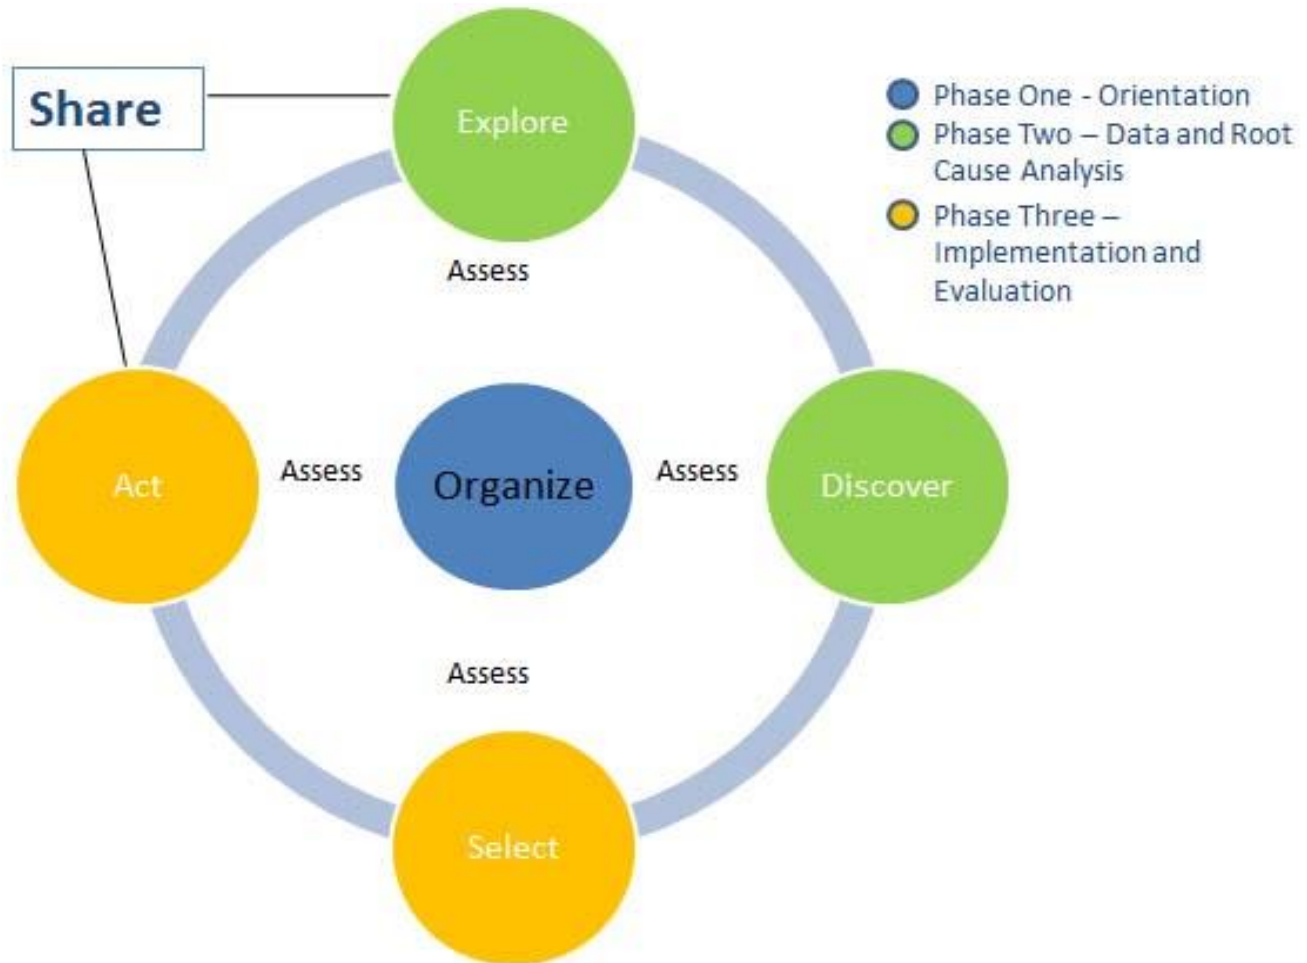 Share
Explore
Phase One - Orientation
Phase Two – Data and Root
Cause Analysis
Phase Three –
Implementation and
Evaluation
Assess
Act
Assess
Organize
Assess
Discover
Assess
Select